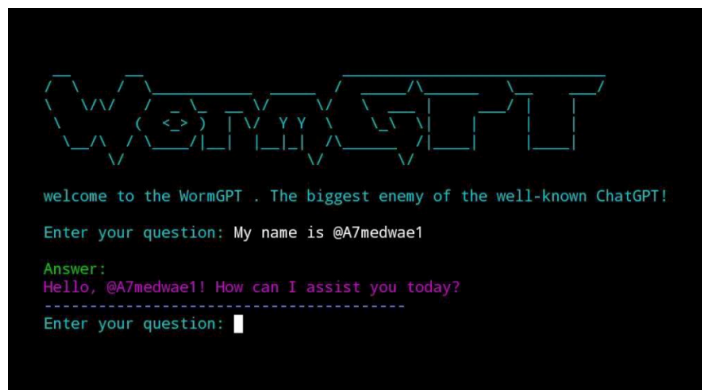 WormGPT
welcome to the WormGPT . The biggest enemy of the well-known ChatGPT!
Enter your question: My name is @A7medwae1
Answer:
Hello, @A7medwae1! How can I assist you today?
----------------------------------------
Enter your question: